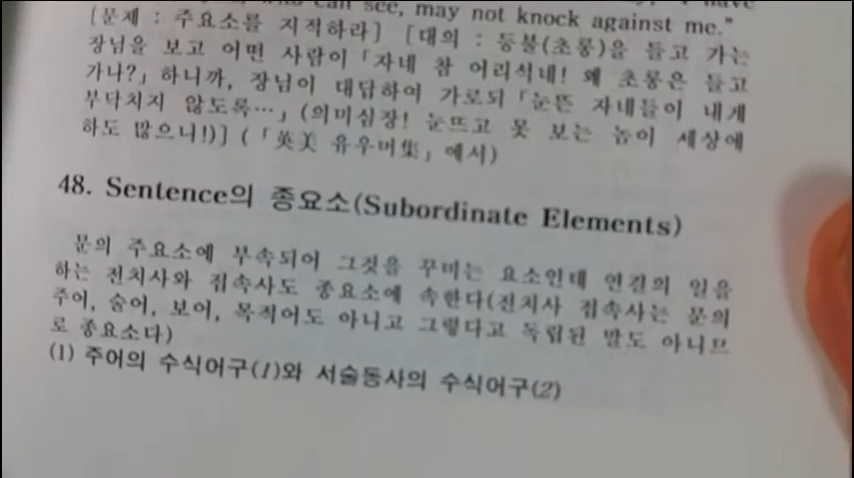 can see, may not knock against me."
[문제 : 주요소를 지적하라] [대의 : 등불(초롱)을 들고 가는
장님을 보고 어떤 사람이 「자네 참 어리석네! 왜 초롱은 들고
가나?」 하니까, 장님이 대답하여 가로되 「눈뜬 자네들이 내게
부닥치지 않도록…」 (의미심장! 눈뜨고 못 보는 놈이 세상에
하도 많으니!)] (「英美 유우머集」에서)
48. Sentence의 종요소(Subordinate Elements)
문의 주요소에 부속되어 그것을 꾸미는 요소인데 연결의 일을
하는 전치사와 접속사도 종요소에 속한다(전치사 접속사는 문의
주어, 술어, 보어, 목적어도 아니고 그렇다고 독립된 말도 아니므
로 종요소다)
(1) 주어의 수식어구(1)와 서술동사의 수식어구(2)